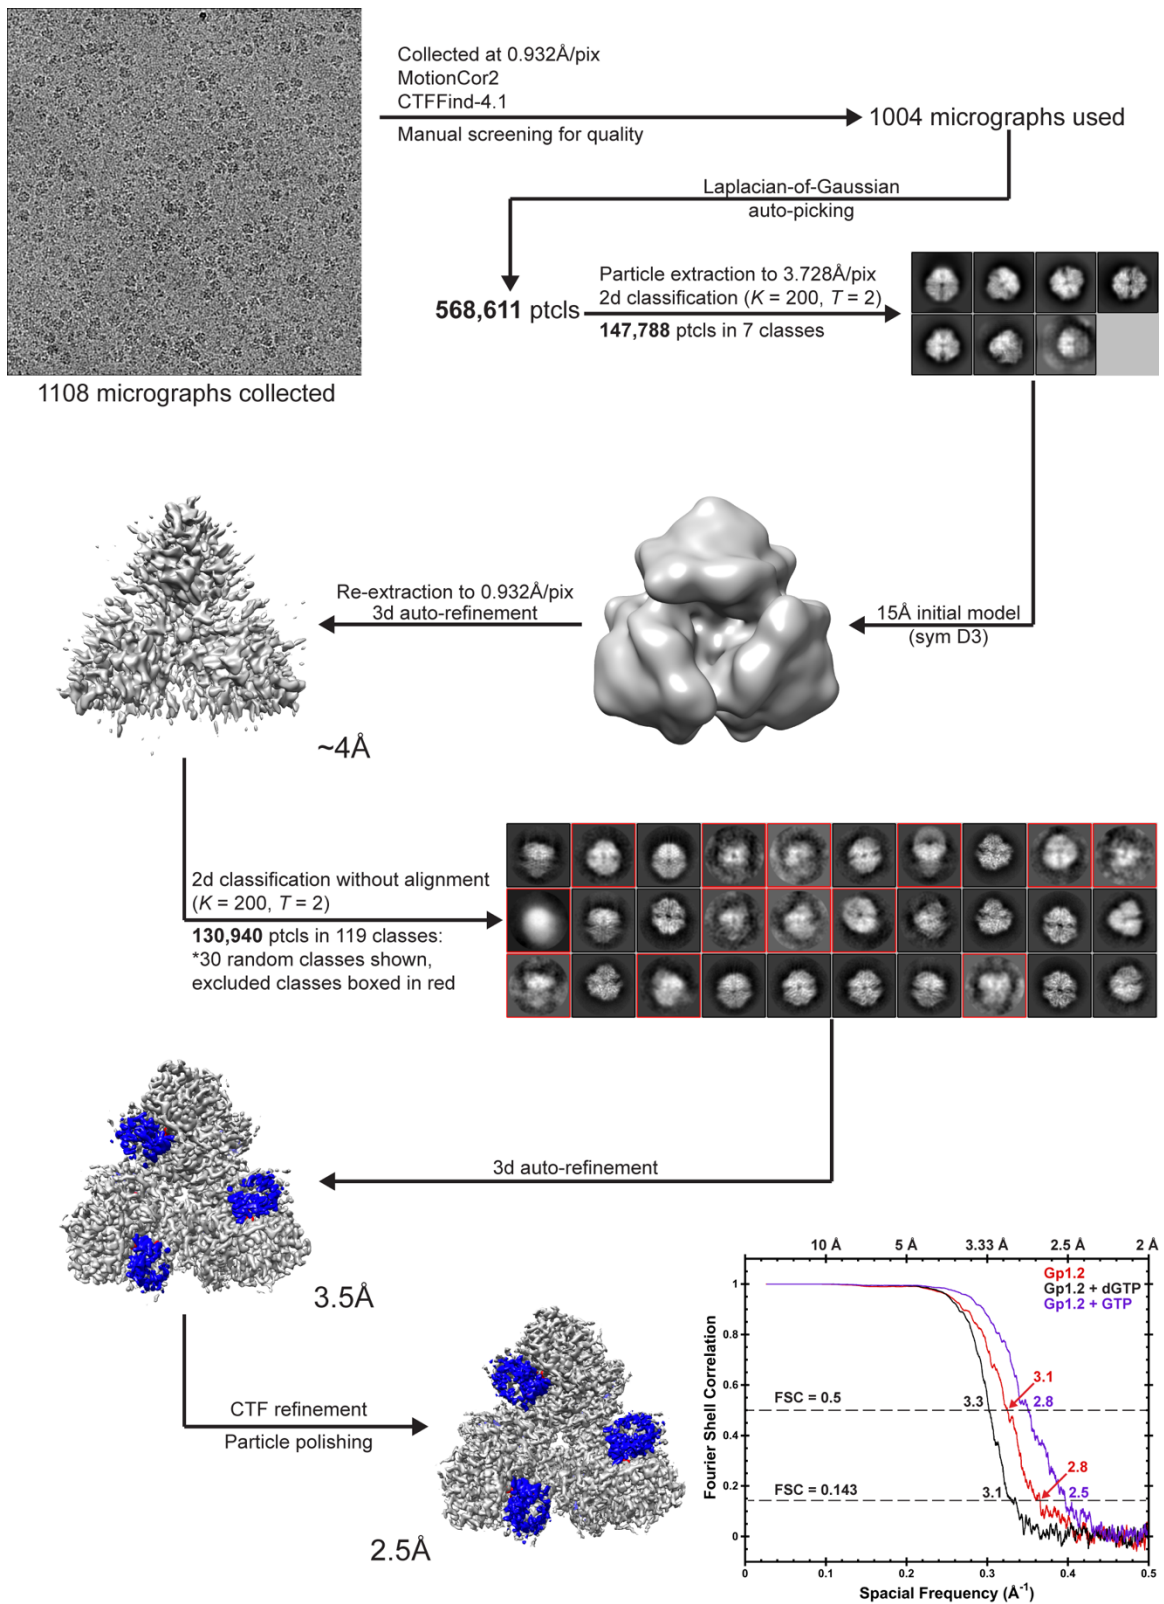 Collected at 0.932Å/pix
MotionCor2
CTFFind-4.1
Manual screening for quality
1004 micrographs used
1108 micrographs collected
Laplacian-of-Gaussian
auto-picking
568,611 ptcls
Particle extraction to 3.728Å/pix
2d classification (K = 200, T = 2)
147,788 ptcls in 7 classes
15Å initial model
(sym D3)
Re-extraction to 0.932Å/pix
3d auto-refinement
~4Å
2d classification without alignment
(K = 200, T = 2)
130,940 ptcls in 119 classes:
*30 random classes shown,
excluded classes boxed in red
3d auto-refinement
3.5Å
CTF refinement
Particle polishing
2.5Å
10 Å 5 Å 3.33 Å 2.5 Å 2 Å
Gp1.2
Gp1.2 + dGTP
Gp1.2 + GTP
Fourier Shell Correlation
1
0.8
0.6
0.4
0.2
0
FSC = 0.5
3.3
3.1
2.8
FSC = 0.143
3.1
2.8
2.5
0 0.1 0.2 0.3 0.4 0.5
Spacial Frequency (Å-1)